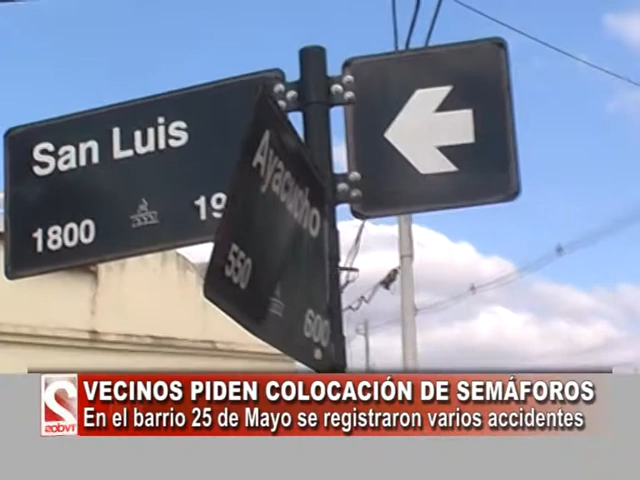 San Luis
1800 19
Ayacucho
550 600
VECINOS PIDEN COLOCACIÓN DE SEMÁFOROS
En el barrio 25 de Mayo se registraron varios accidentes